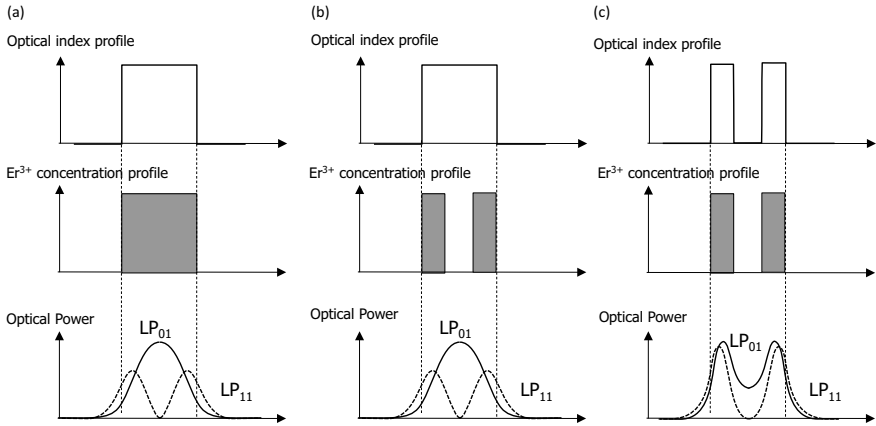 (a)
Optical index profile
Er³⁺ concentration profile
Optical Power
LP₀₁
LP₁₁
(b)
Optical index profile
Er³⁺ concentration profile
Optical Power
LP₀₁
LP₁₁
(c)
Optical index profile
Er³⁺ concentration profile
Optical Power
LP₀₁
LP₁₁